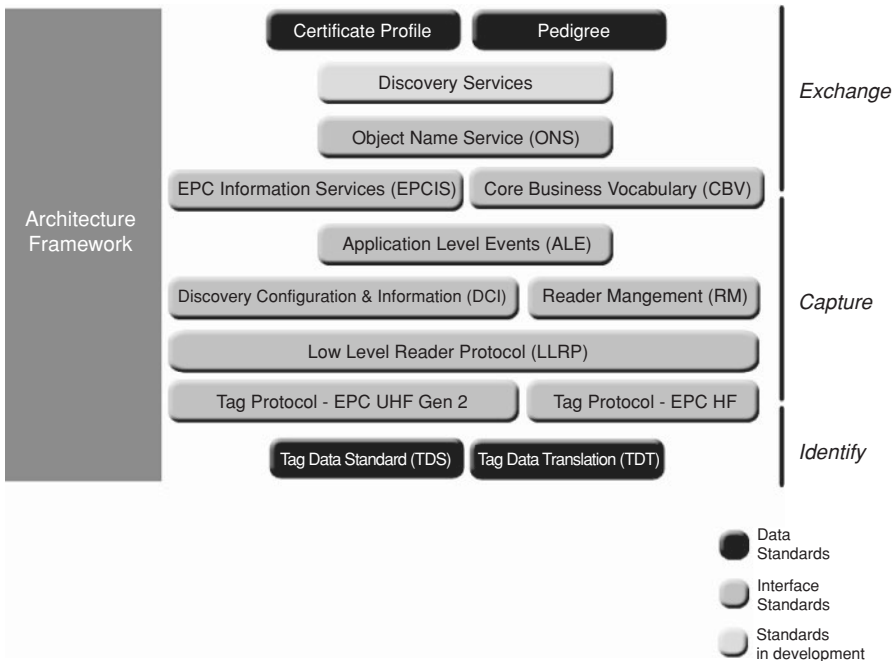 Certificate Profile
Pedigree
Discovery Services
Exchange
Object Name Service (ONS)
EPC Information Services (EPCIS)
Core Business Vocabulary (CBV)
Architecture
Framework
Application Level Events (ALE)
Discovery Configuration & Information (DCI)
Reader Mangement (RM)
Capture
Low Level Reader Protocol (LLRP)
Tag Protocol - EPC UHF Gen 2
Tag Protocol - EPC HF
Tag Data Standard (TDS)
Tag Data Translation (TDT)
Identify
Data
Standards
Interface
Standards
Standards
in development